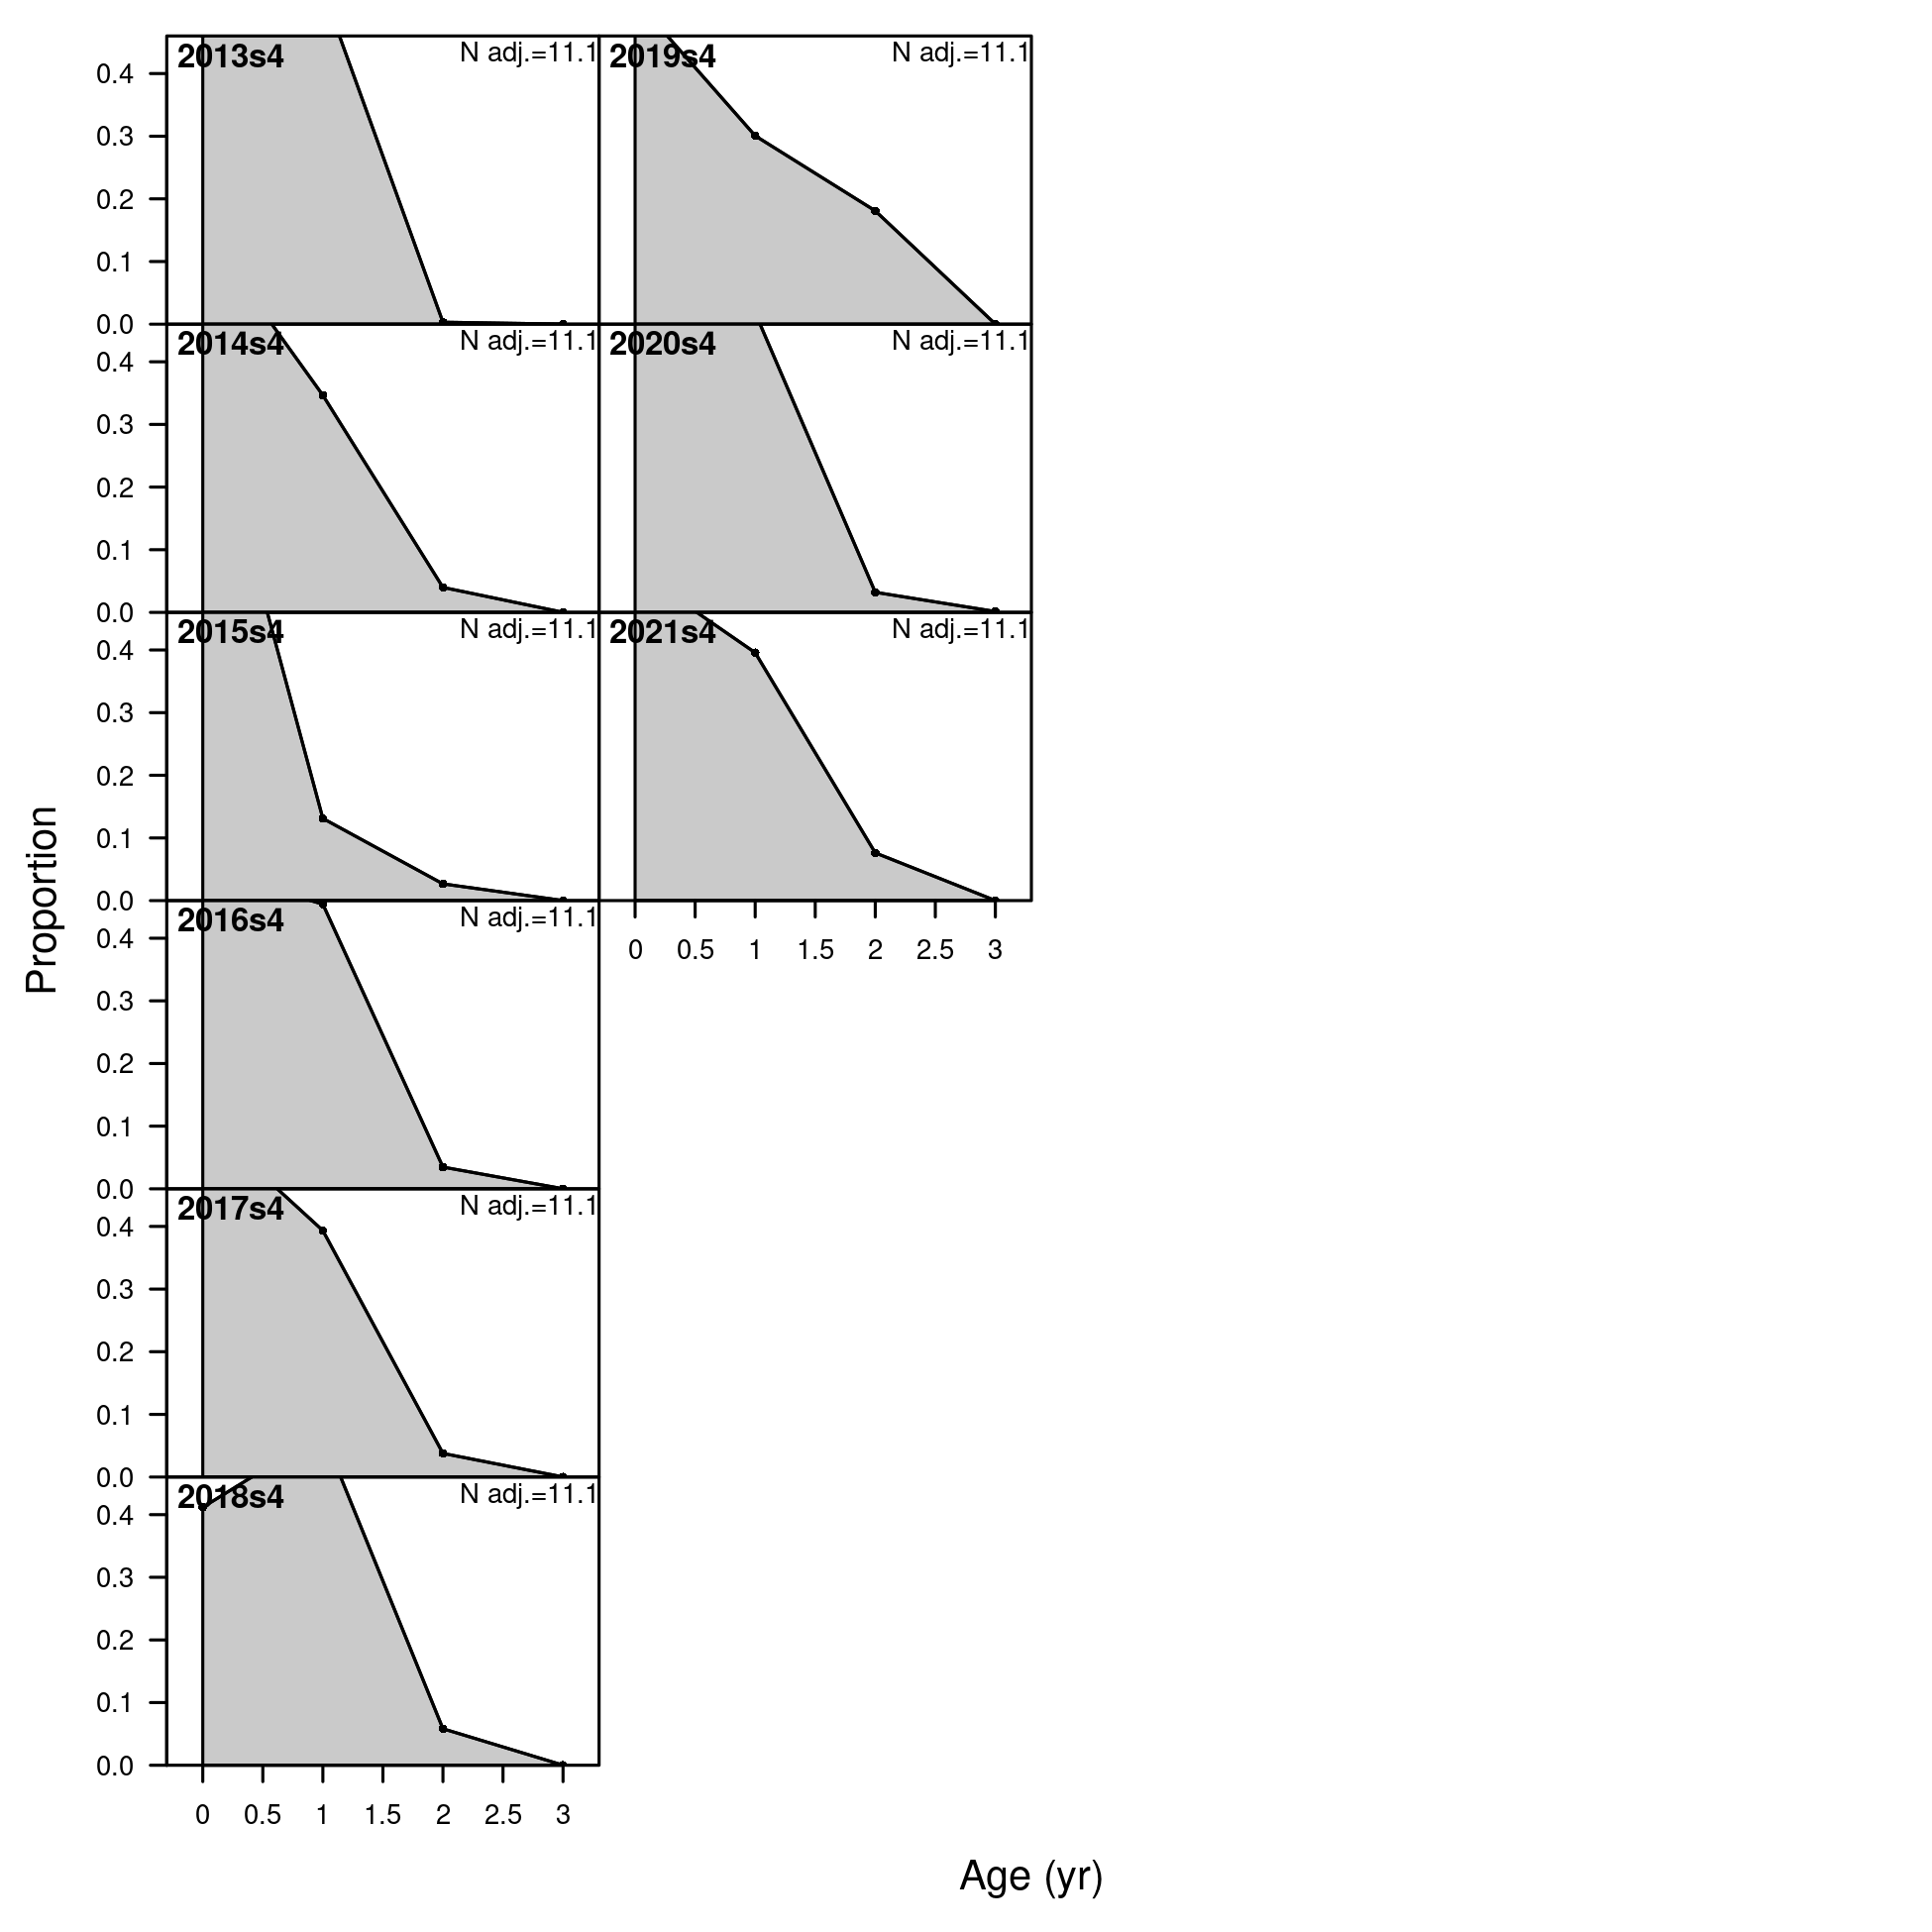 2013s4 N adj.=11.1
0.4
0.3
0.2
0.1
0.0
2014s4 N adj.=11.1
0.4
0.3
0.2
0.1
0.0
2015s4 N adj.=11.1
0.4
0.3
0.2
0.1
0.0
2016s4 N adj.=11.1
0.4
0.3
0.2
0.1
0.0
2017s4 N adj.=11.1
0.4
0.3
0.2
0.1
0.0
2018s4 N adj.=11.1
0.4
0.3
0.2
0.1
0.0
0 0.5 1 1.5 2 2.5 3
2019s4 N adj.=11.1
2020s4 N adj.=11.1
2021s4 N adj.=11.1
0 0.5 1 1.5 2 2.5 3
Proportion
Age (yr)